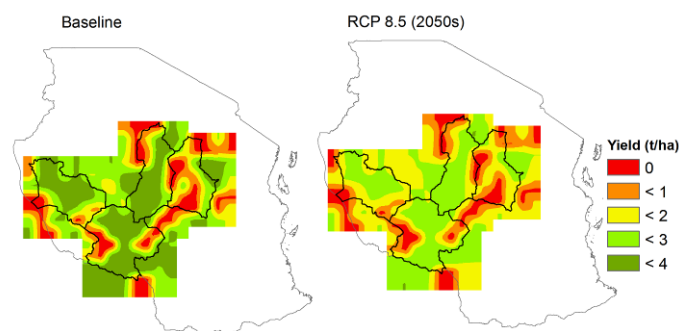 Baseline
RCP 8.5 (2050s)
Yield (t/ha)
0
< 1
< 2
< 3
< 4